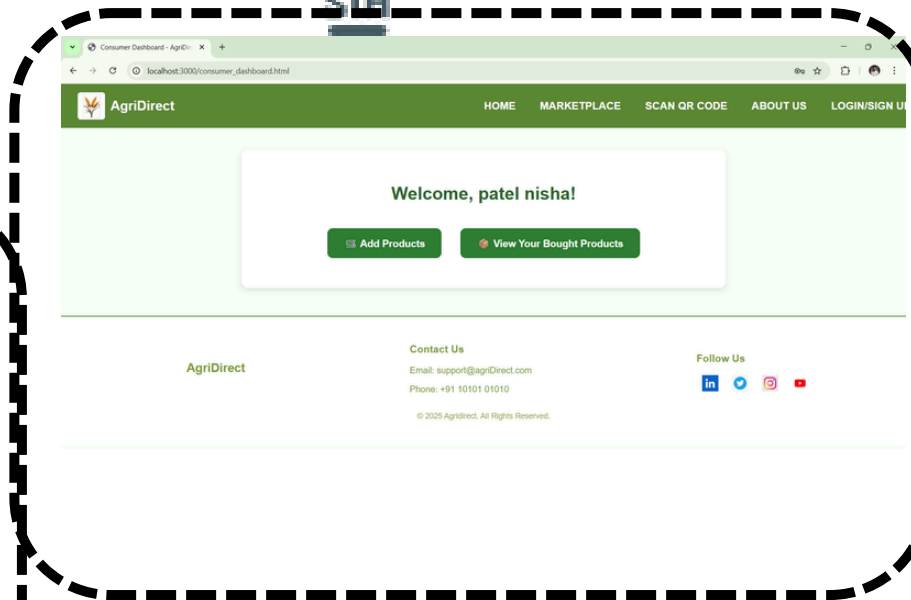 Consumer Dashboard - AgriDir
localhost:3000/consumer_dashboard.html
AgriDirect
HOME MARKETPLACE SCAN QR CODE ABOUT US LOGIN/SIGN U
Welcome, patel nisha!
Add Products View Your Bought Products
AgriDirect
Contact Us
Email: support@agriDirect.com
Phone: +91 10101 01010
© 2025 Agridirect. All Rights Reserved.
Follow Us
in